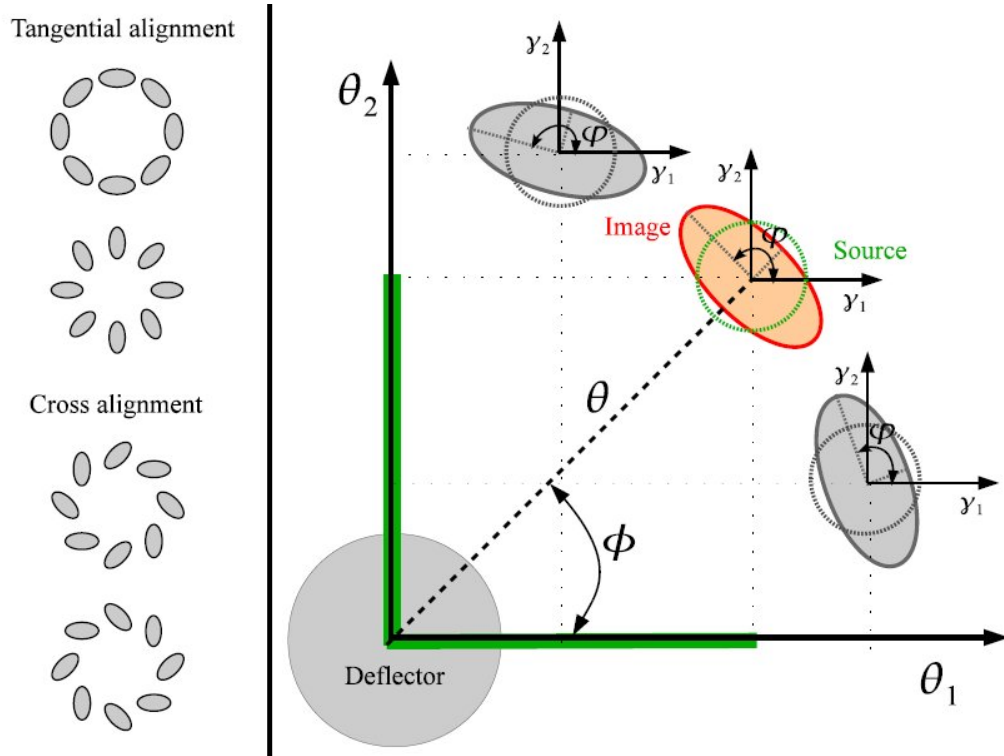 Tangential alignment
Cross alignment
θ₂
γ₂
φ
γ₁
γ₂
Image
φ
Source
γ₁
θ
γ₂
φ
γ₁
ϕ
Deflector
θ₁